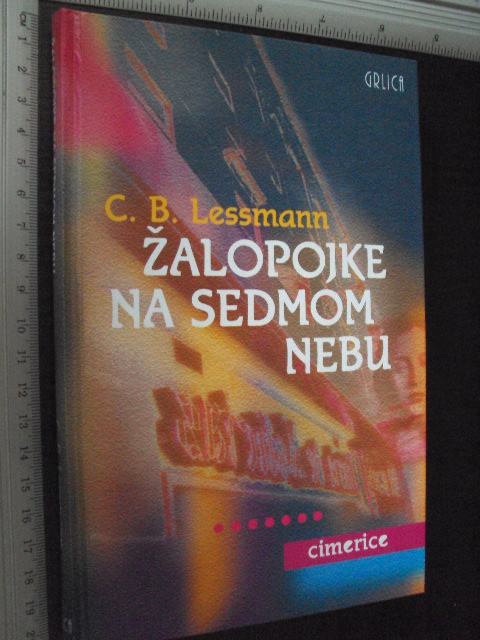 GRLICA
C. B. Lessmann
ŽALOPOJKE
NA SEDMOM
NEBU
cimerice